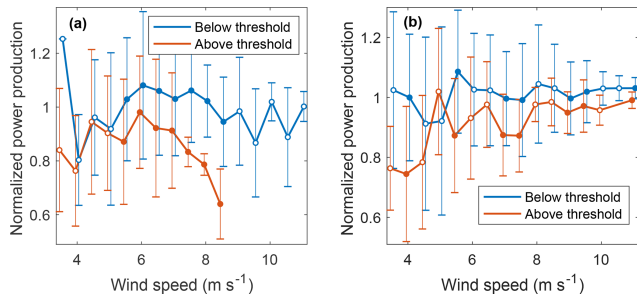 (a)
Below threshold
Above threshold
Normalized power production
1.2
1
0.8
0.6
4
6
8
10
Wind speed (m s⁻¹)
(b)
Below threshold
Above threshold
Normalized power production
1.2
1
0.8
0.6
4
6
8
10
Wind speed (m s⁻¹)